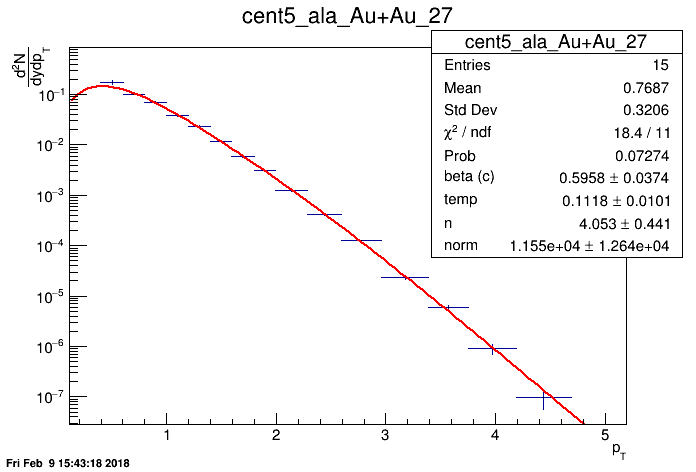 cent5_ala_Au+Au_27
d²N
dydp_T
cent5_ala_Au+Au_27
Entries 15
Mean 0.7687
Std Dev 0.3206
χ² / ndf 18.4 / 11
Prob 0.07274
beta (c) 0.5958 ± 0.0374
temp 0.1118 ± 0.0101
n 4.053 ± 0.441
norm 1.155e+04 ± 1.264e+04
10⁻¹
10⁻²
10⁻³
10⁻⁴
10⁻⁵
10⁻⁶
10⁻⁷
1 2 3 4 5
p_T
Fri Feb 9 15:43:18 2018